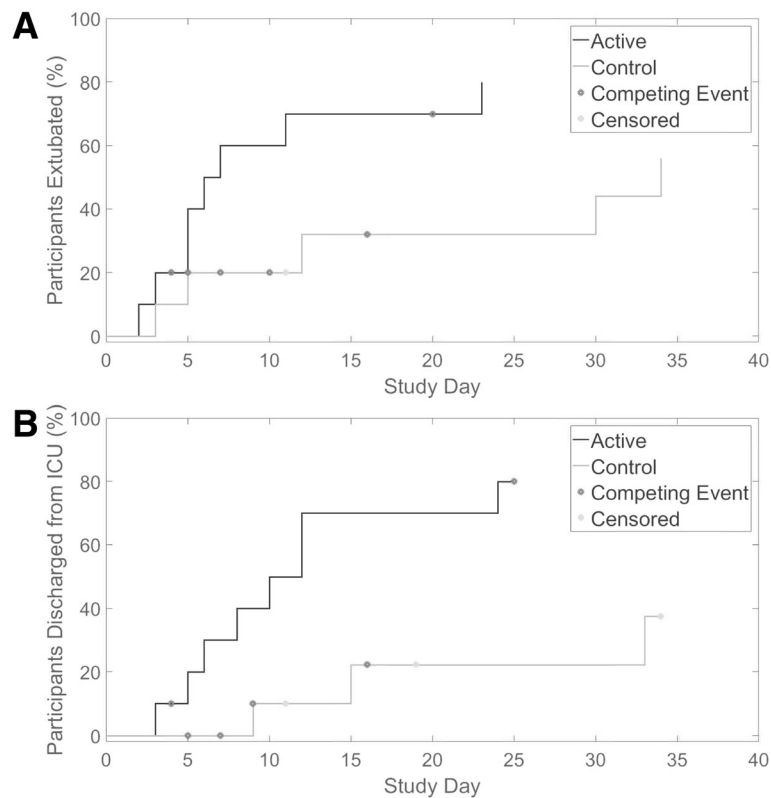 A
100
80
60
40
20
0
Participants Extubated (%)
Active
Control
Competing Event
Censored
0 5 10 15 20 25 30 35 40
Study Day
B
100
80
60
40
20
0
Participants Discharged from ICU (%)
Active
Control
Competing Event
Censored
0 5 10 15 20 25 30 35 40
Study Day